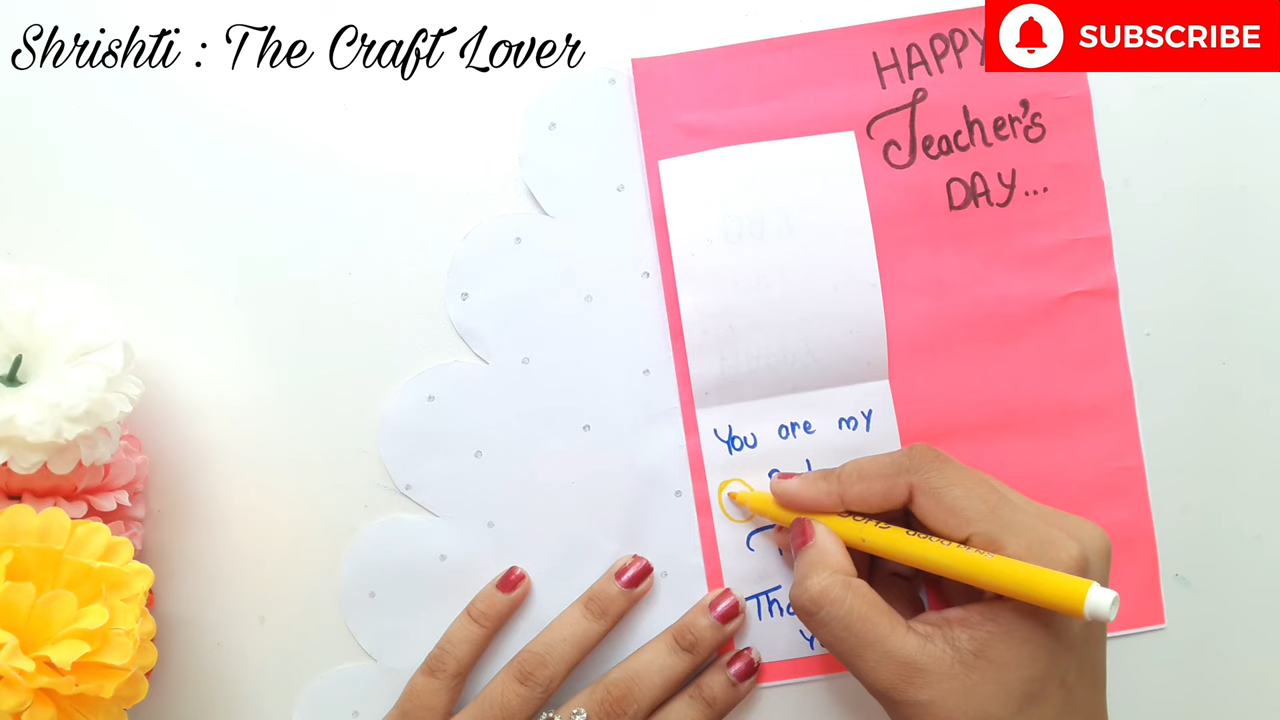 Shrishti : The Craft Lover
SUBSCRIBE
HAPPY
Teacher's
DAY...
You are my